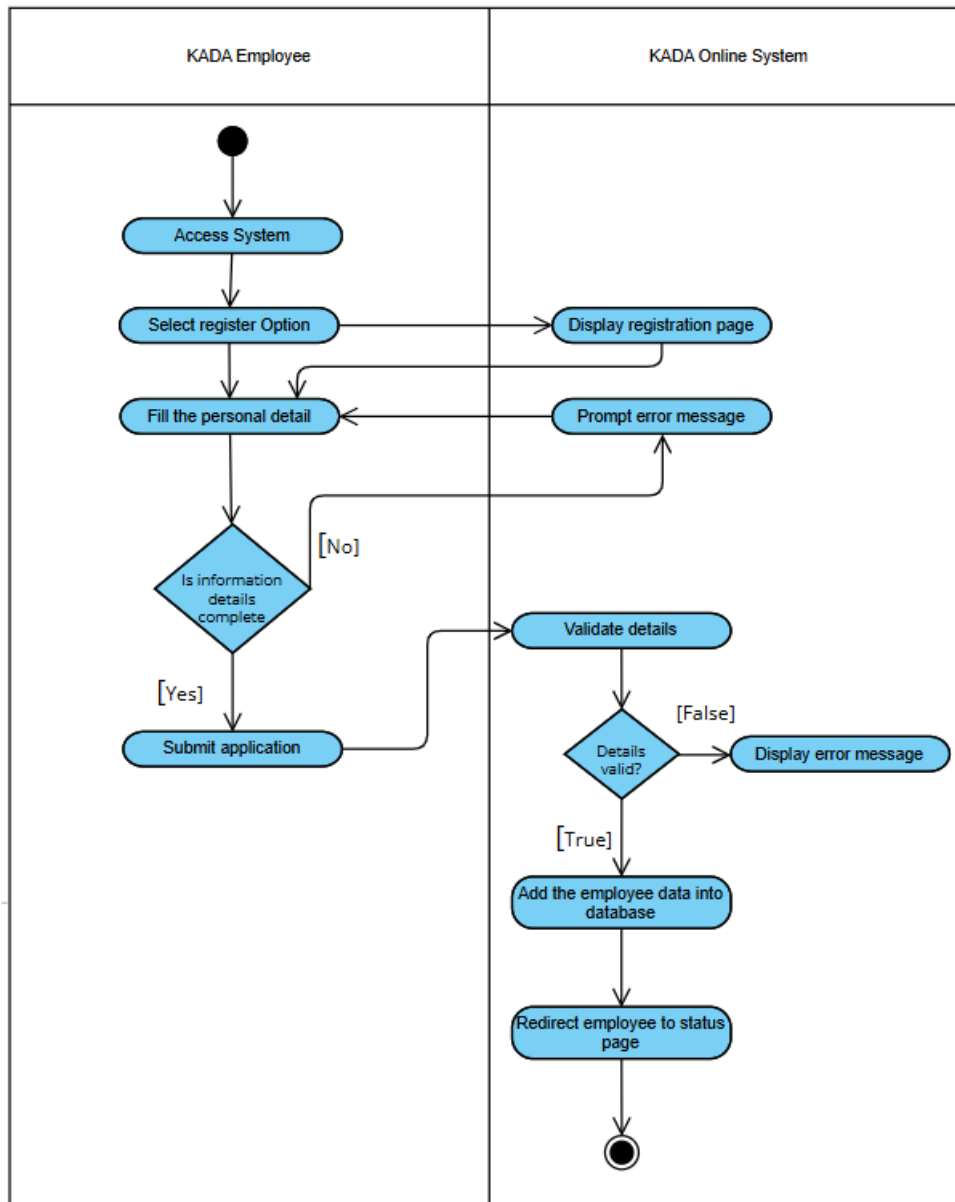 KADA Employee
KADA Online System
Access System
Select register Option
Display registration page
Fill the personal detail
Prompt error message
[No]
Is information
details
complete
Validate details
[Yes]
[False]
Submit application
Details
valid?
Display error message
[True]
Add the employee data into
database
Redirect employee to status
page